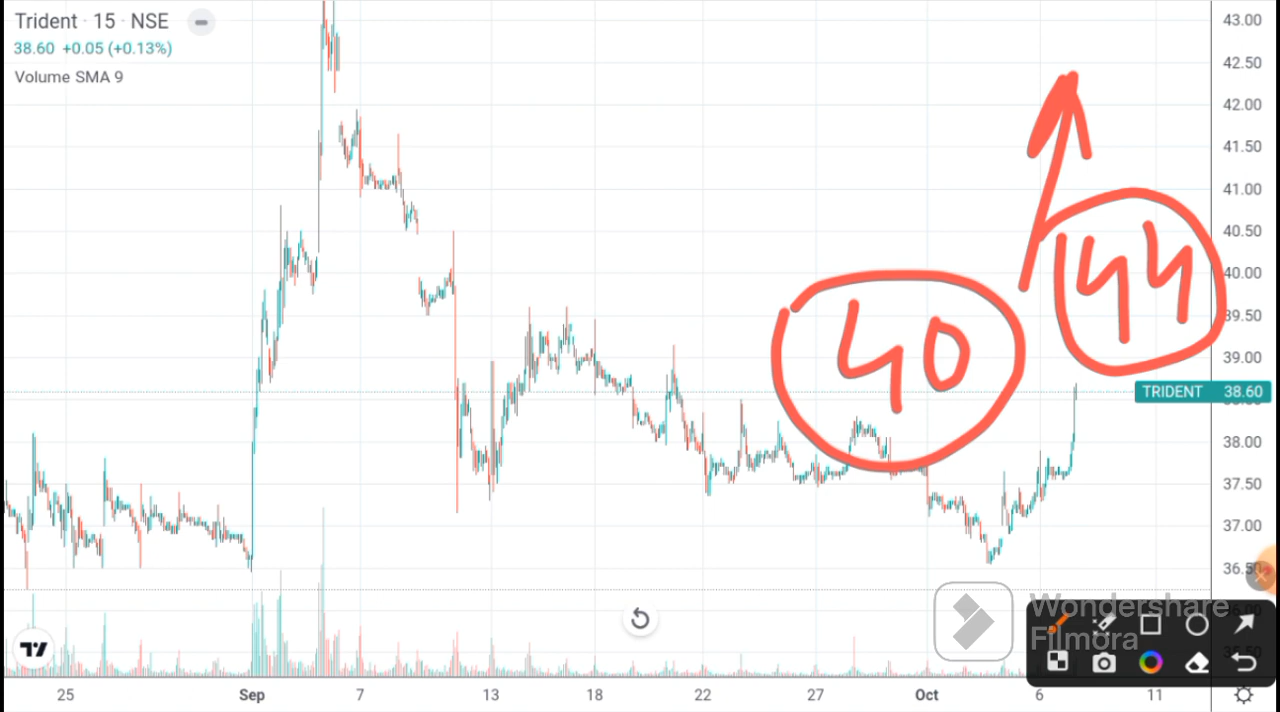 Trident · 15 · NSE
38.60 +0.05 (+0.13%)
Volume SMA 9
43.00
42.50
42.00
41.50
41.00
40.50
40.00
39.50
39.00
TRIDENT 38.60
38.00
37.50
37.00
36.50
40
44
Wondershare
Filmora
25 Sep 7 13 18 22 27 Oct 6 11